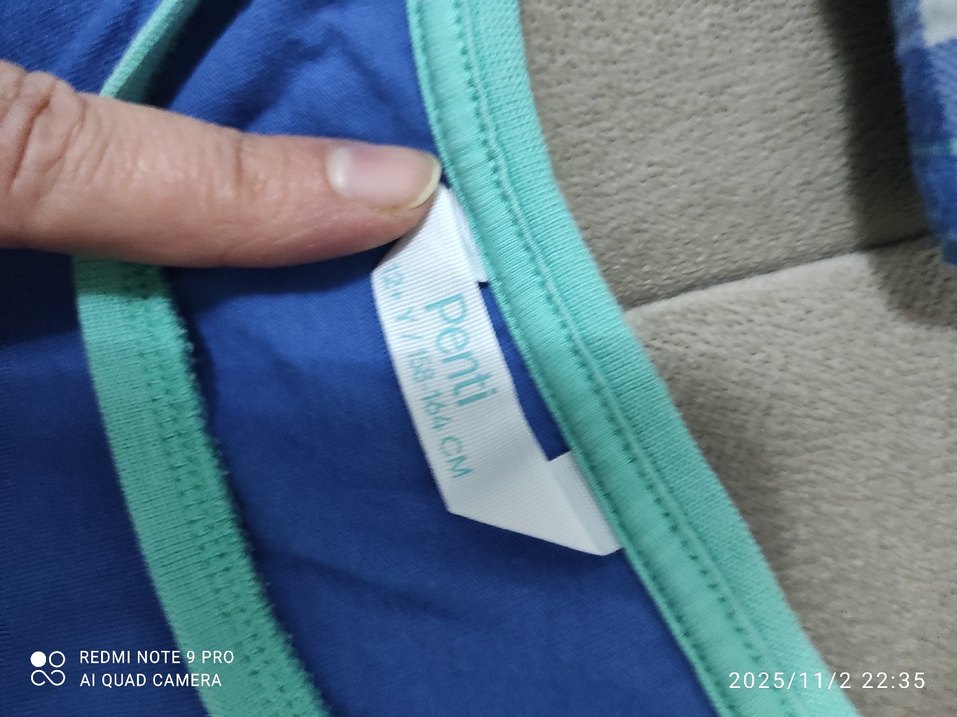 penti
12+ Y / 158-164 CM
REDMI NOTE 9 PRO
AI QUAD CAMERA
2025/11/2 22:35